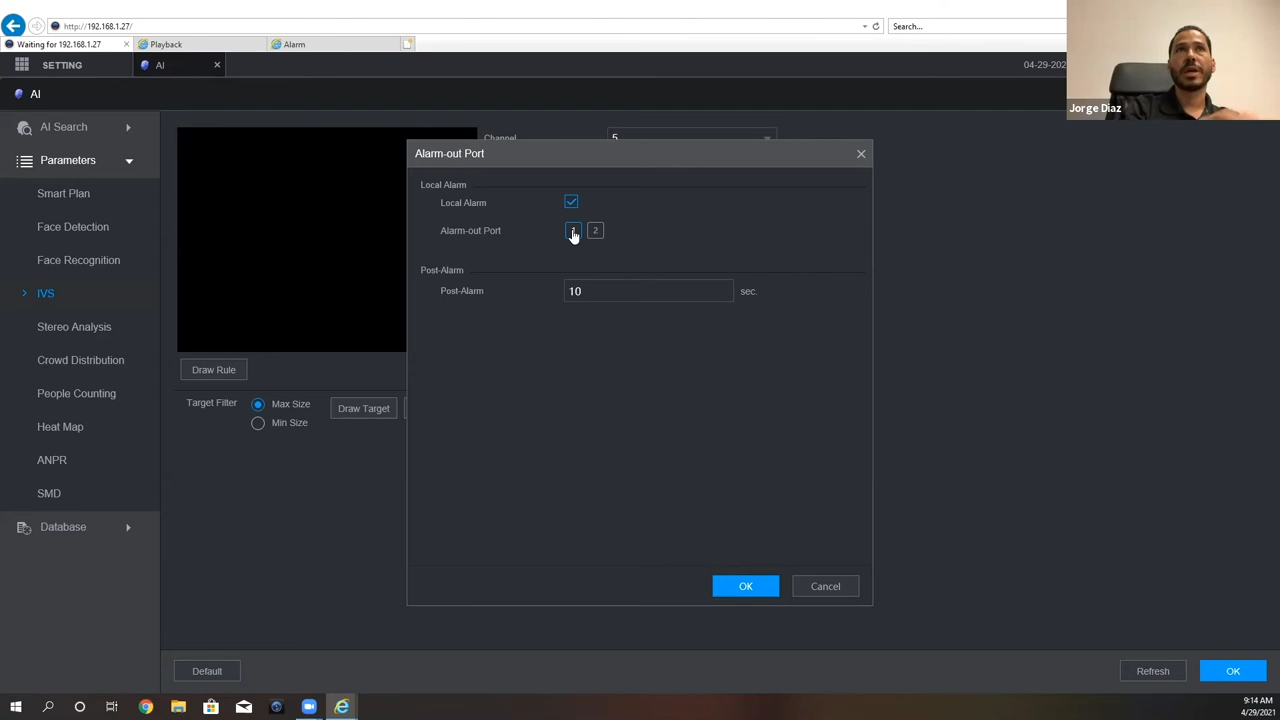 http://192.168.1.27/
Search...
Waiting for 192.168.1.27
Playback
Alarm
SETTING
AI
04-29-202
AI
Jorge Diaz
AI Search
Parameters
Smart Plan
Face Detection
Face Recognition
IVS
Stereo Analysis
Crowd Distribution
People Counting
Heat Map
ANPR
SMD
Database
Channel
5
Alarm-out Port
Local Alarm
Local Alarm
Alarm-out Port
2
Post-Alarm
Post-Alarm
10
sec.
OK
Cancel
Draw Rule
Target Filter
Max Size
Min Size
Draw Target
Default
Refresh
OK
9:14 AM
4/29/2021